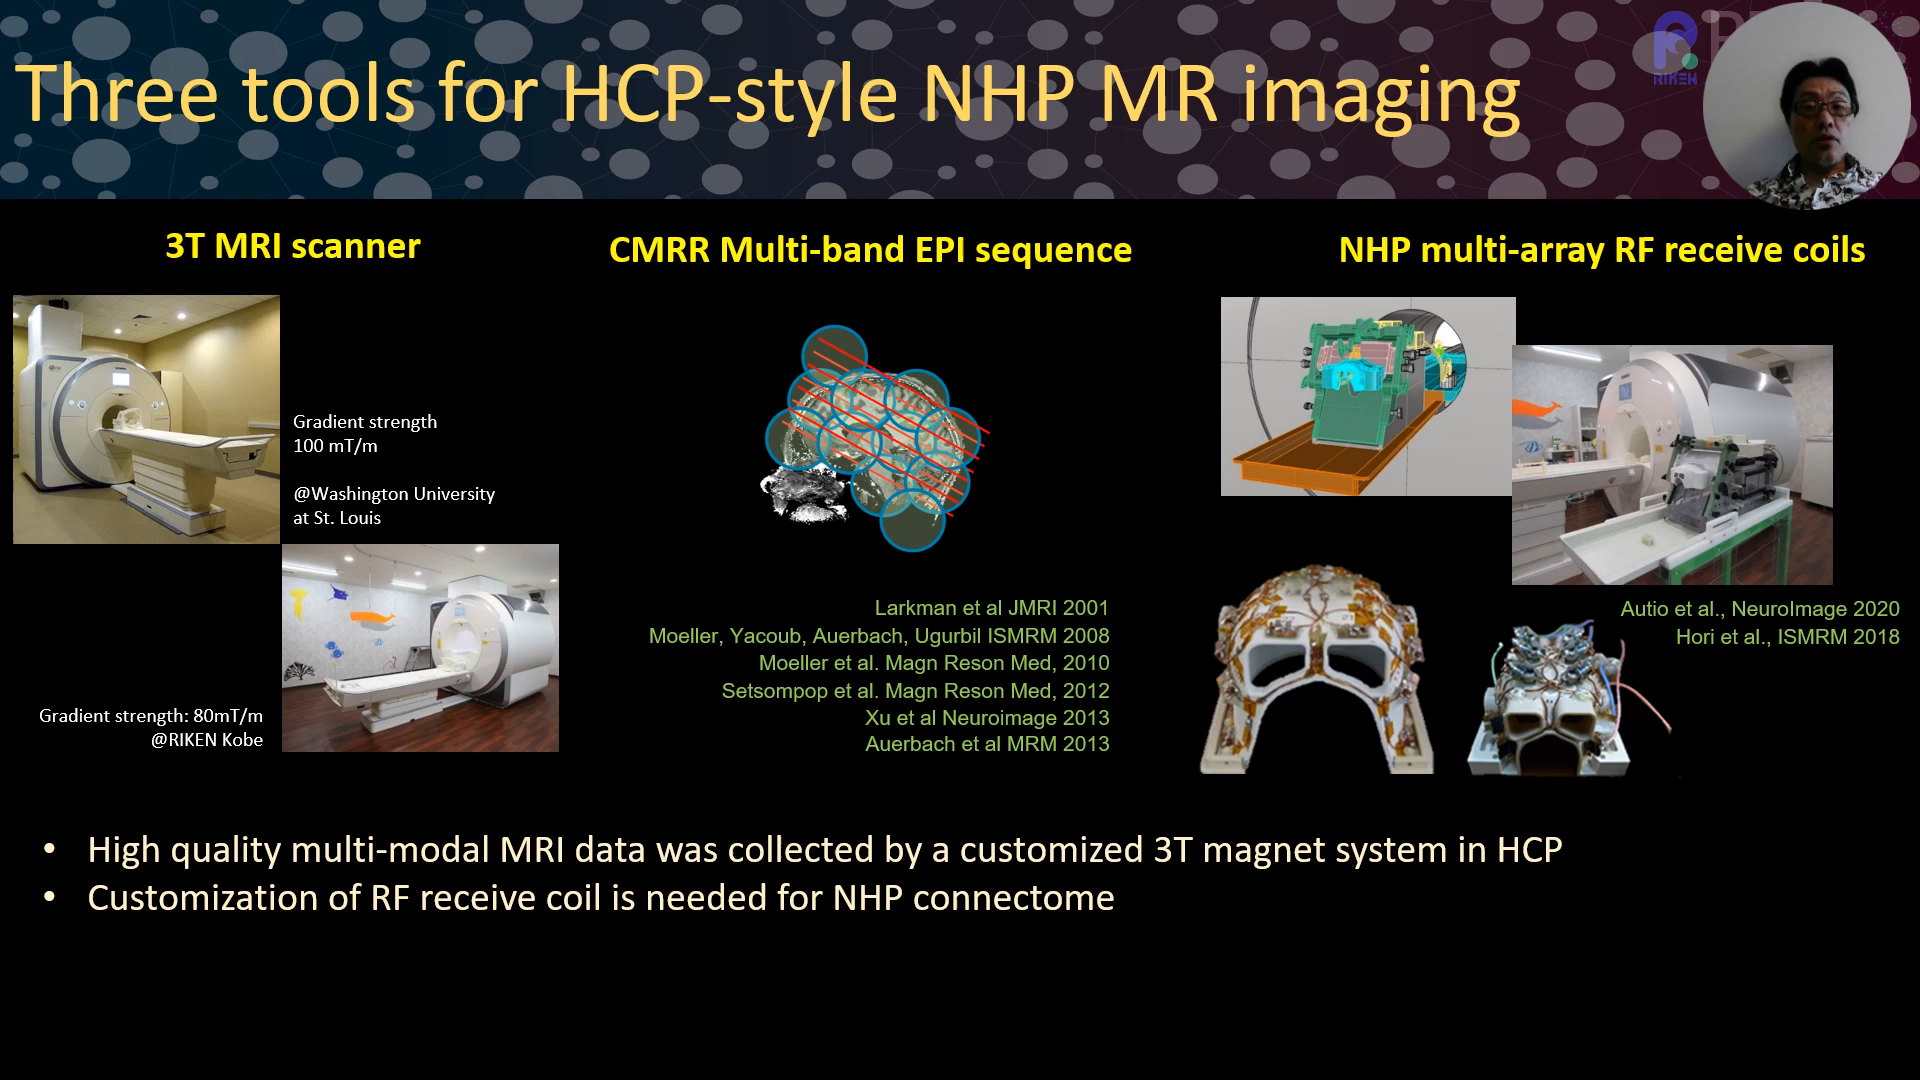 Three tools for HCP-style NHP MR imaging
RIKEN
3T MRI scanner
Gradient strength
100 mT/m
@Washington University
at St. Louis
Gradient strength: 80mT/m
@RIKEN Kobe
CMRR Multi-band EPI sequence
Larkman et al JMRI 2001
Moeller, Yacoub, Auerbach, Ugurbil ISMRM 2008
Moeller et al. Magn Reson Med, 2010
Setsompop et al. Magn Reson Med, 2012
Xu et al Neuroimage 2013
Auerbach et al MRM 2013
NHP multi-array RF receive coils
Autio et al., NeuroImage 2020
Hori et al., ISMRM 2018
• High quality multi-modal MRI data was collected by a customized 3T magnet system in HCP
• Customization of RF receive coil is needed for NHP connectome